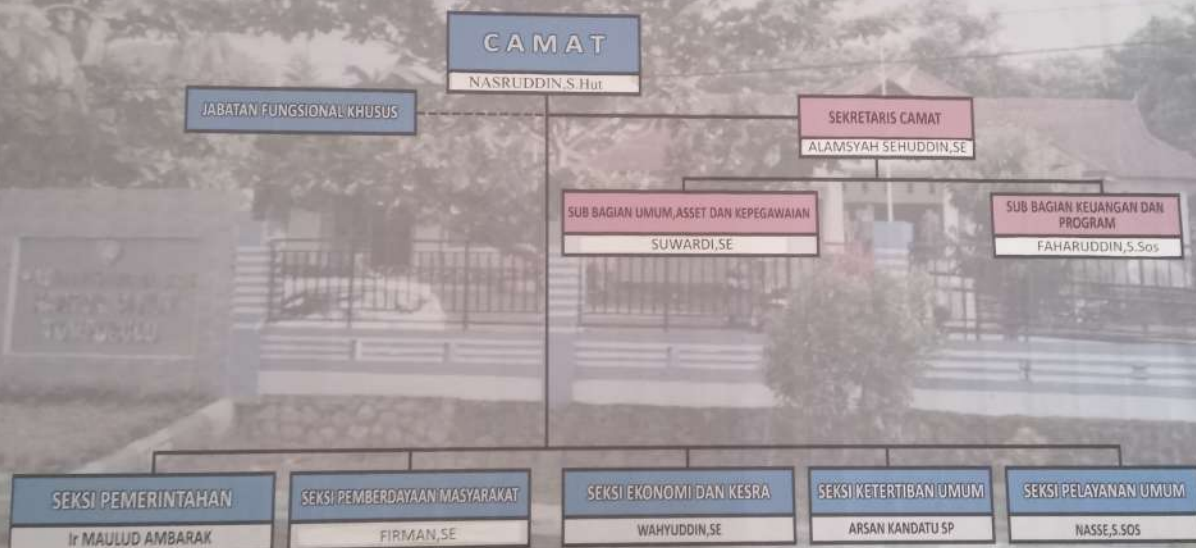 CAMAT
NASRUDDIN,S.Hut
JABATAN FUNGSIONAL KHUSUS
SEKRETARIS CAMAT
ALAMSYAH SEHUDDIN,SE
SUB BAGIAN UMUM,ASSET DAN KEPEGAWAIAN
SUWARDI,SE
SUB BAGIAN KEUANGAN DAN
PROGRAM
FAHARUDDIN,S.Sos
SEKSI PEMERINTAHAN
Ir MAULUD AMBARAK
SEKSI PEMBERDAYAAN MASYARAKAT
FIRMAN,SE
SEKSI EKONOMI DAN KESRA
WAHYUDDIN,SE
SEKSI KETERTIBAN UMUM
ARSAN KANDATU SP
SEKSI PELAYANAN UMUM
NASSE,S.SOS